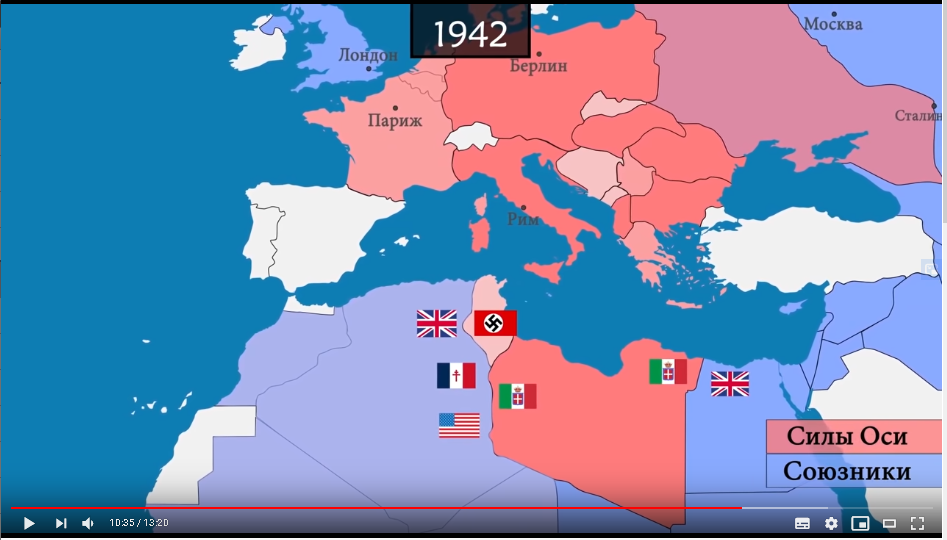 1942
Москва
Лондон
Берлин
Сталин
Париж
Рим
Силы Оси
Союзники
10:35 / 13:20